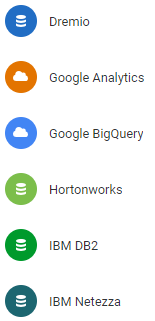 Dremio
Google Analytics
Google BigQuery
Hortonworks
IBM DB2
IBM Netezza